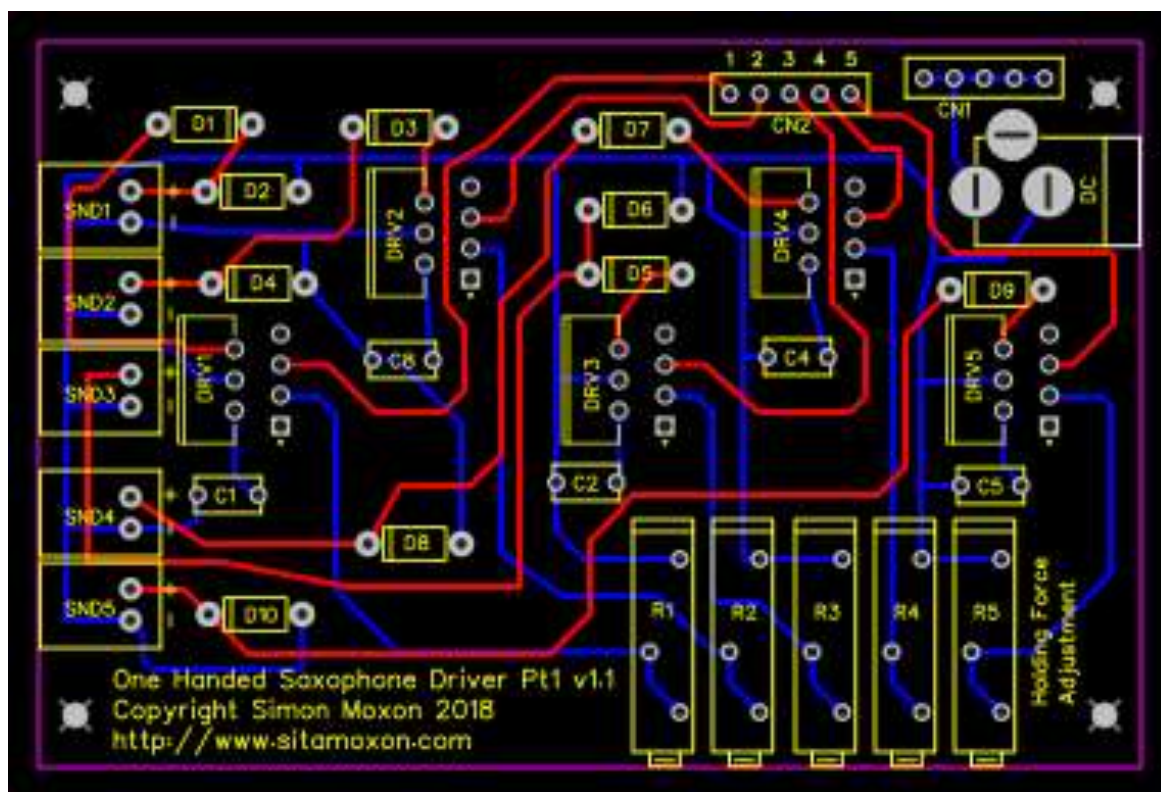 1 2 3 4 5
CN1
CN2
D1
D3
D7
DC
SND1
D2
DRV2
D6
DRV4
SND2
D4
D5
D9
DRV1
C8
DRV3
C4
DRV5
SND3
C1
C2
C5
SND4
D8
SND5
D10
R1
R2
R3
R4
R5
Holding Force
Adjustment
One Handed Saxophone Driver Pt1 v1.1
Copyright Simon Moxon 2018
http://www.sitamoxon.com